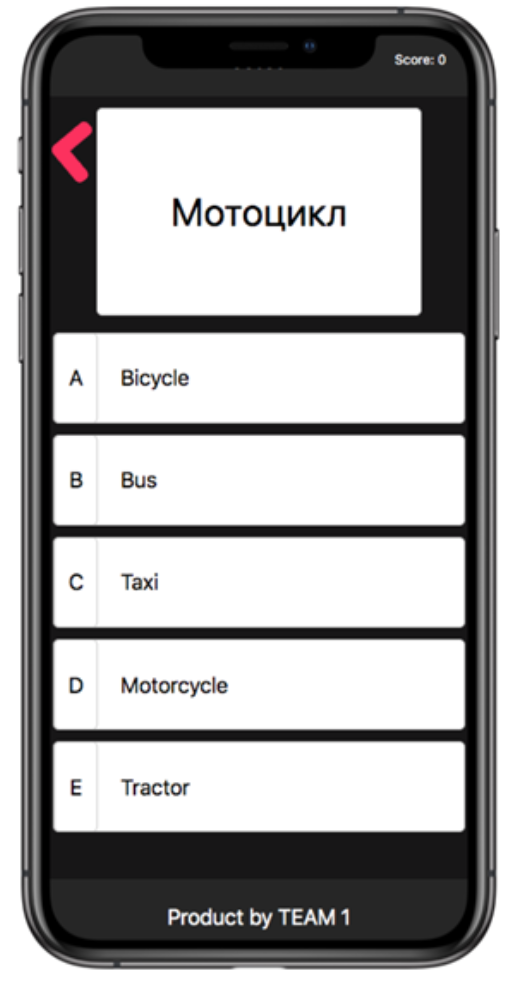 Score: 0
Мотоцикл
A Bicycle
B Bus
C Taxi
D Motorcycle
E Tractor
Product by TEAM 1